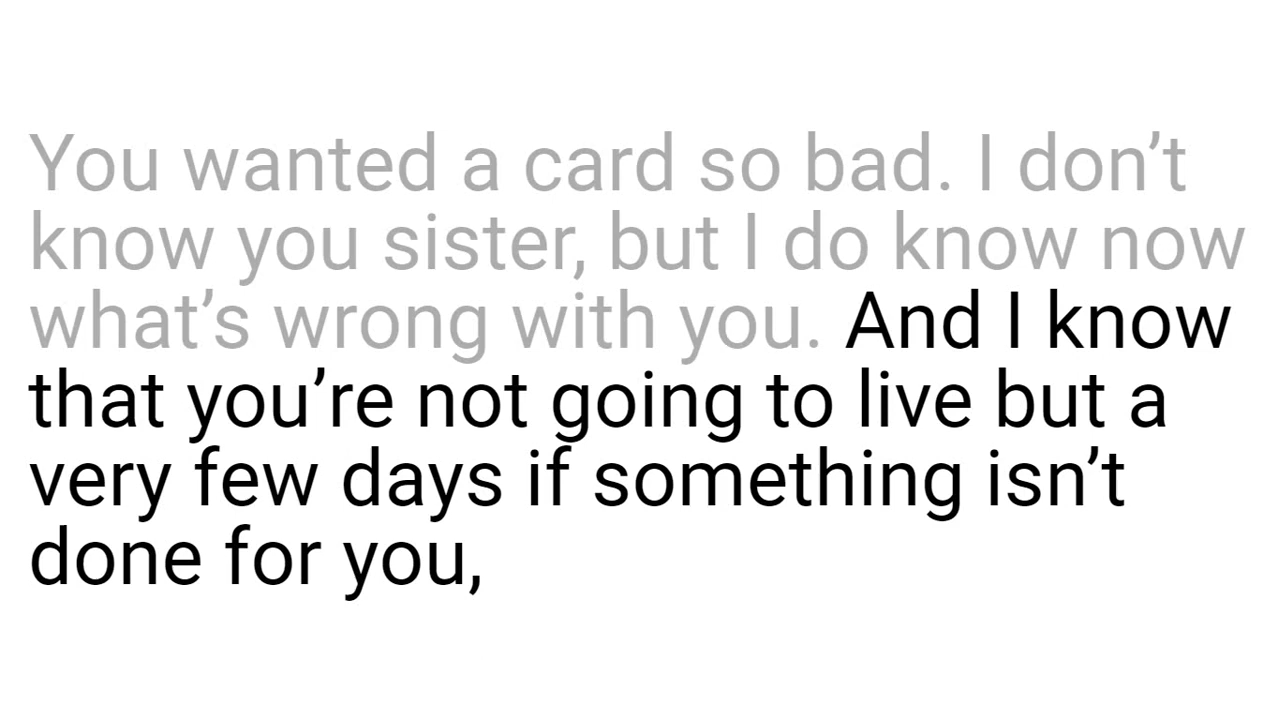 You wanted a card so bad. I don’t
know you sister, but I do know now
what’s wrong with you. And I know
that you’re not going to live but a
very few days if something isn’t
done for you,